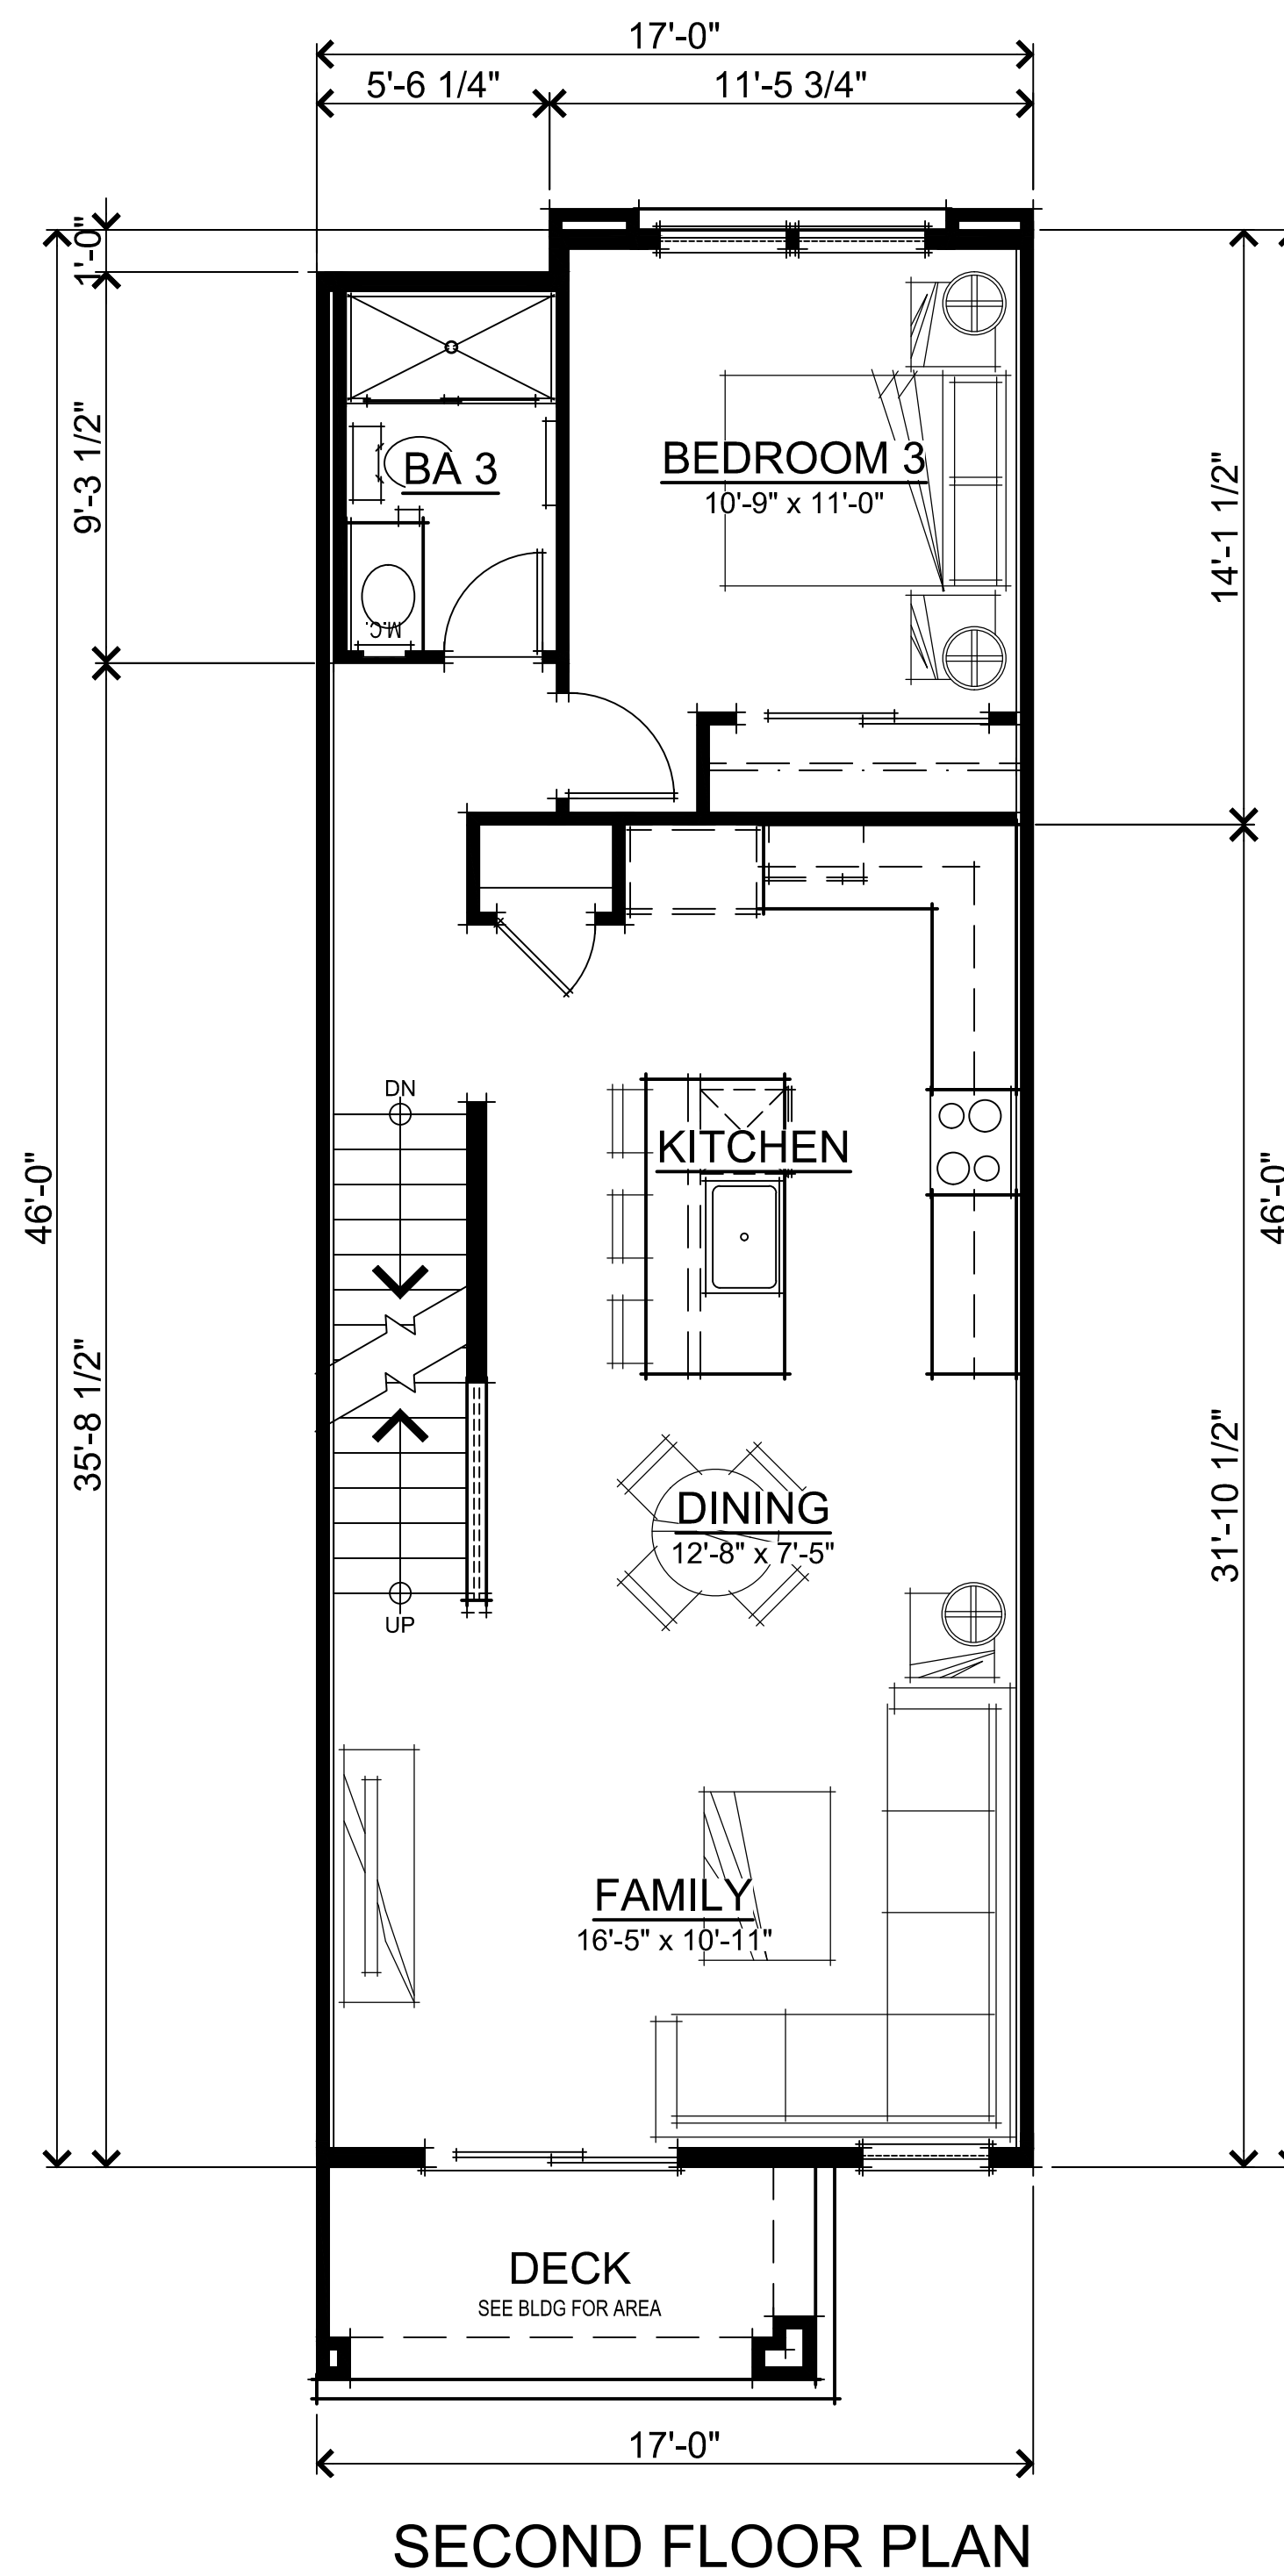 17'-0"
5'-6 1/4"
11'-5 3/4"
1'-0"
9'-3 1/2"
BA 3
BEDROOM 3
10'-9" x 11'-0"
14'-1 1/2"
M.C.
DN
KITCHEN
46'-0"
46'-0"
35'-8 1/2"
31'-10 1/2"
DINING
12'-8" x 7'-5"
UP
FAMILY
16'-5" x 10'-11"
DECK
SEE BLDG FOR AREA
17'-0"
SECOND FLOOR PLAN